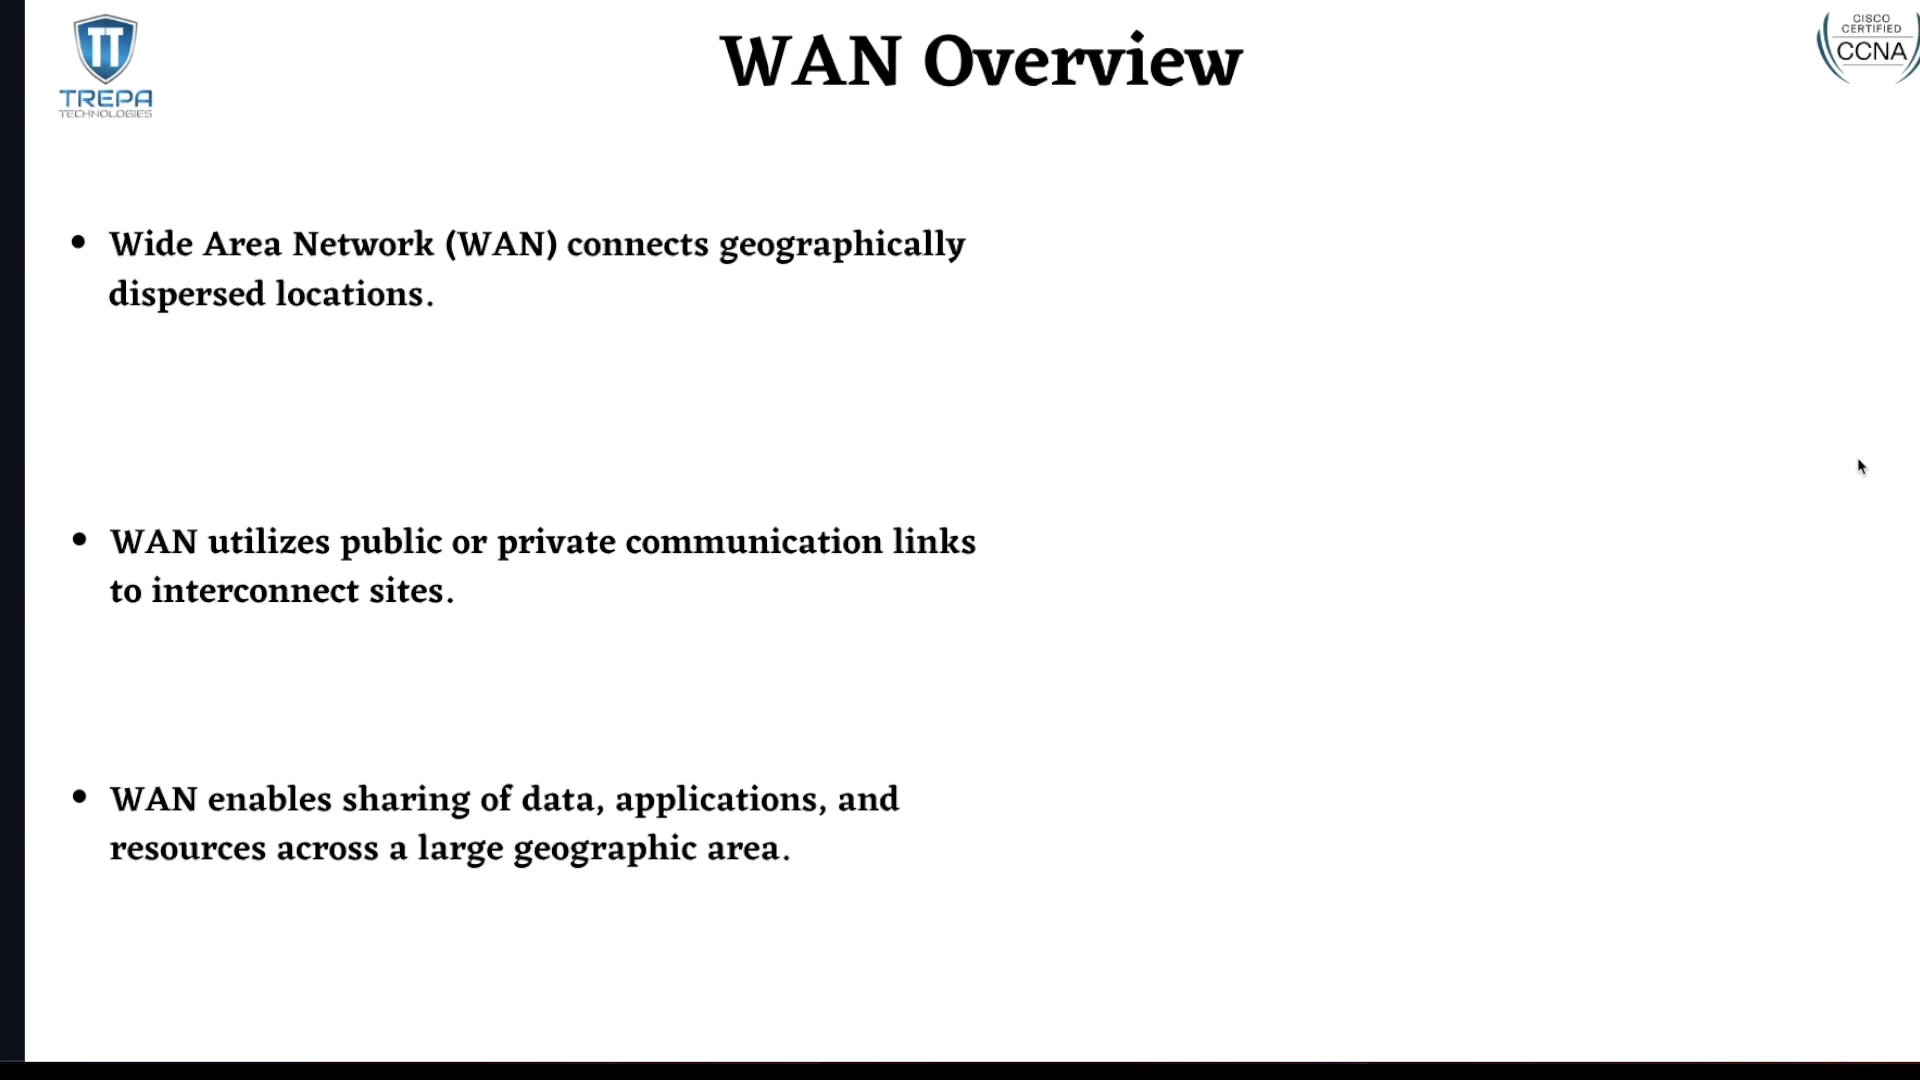 TT
TREPA
TECHNOLOGIES
WAN Overview
CISCO
CERTIFIED
CCNA
• Wide Area Network (WAN) connects geographically
dispersed locations.
• WAN utilizes public or private communication links
to interconnect sites.
• WAN enables sharing of data, applications, and
resources across a large geographic area.